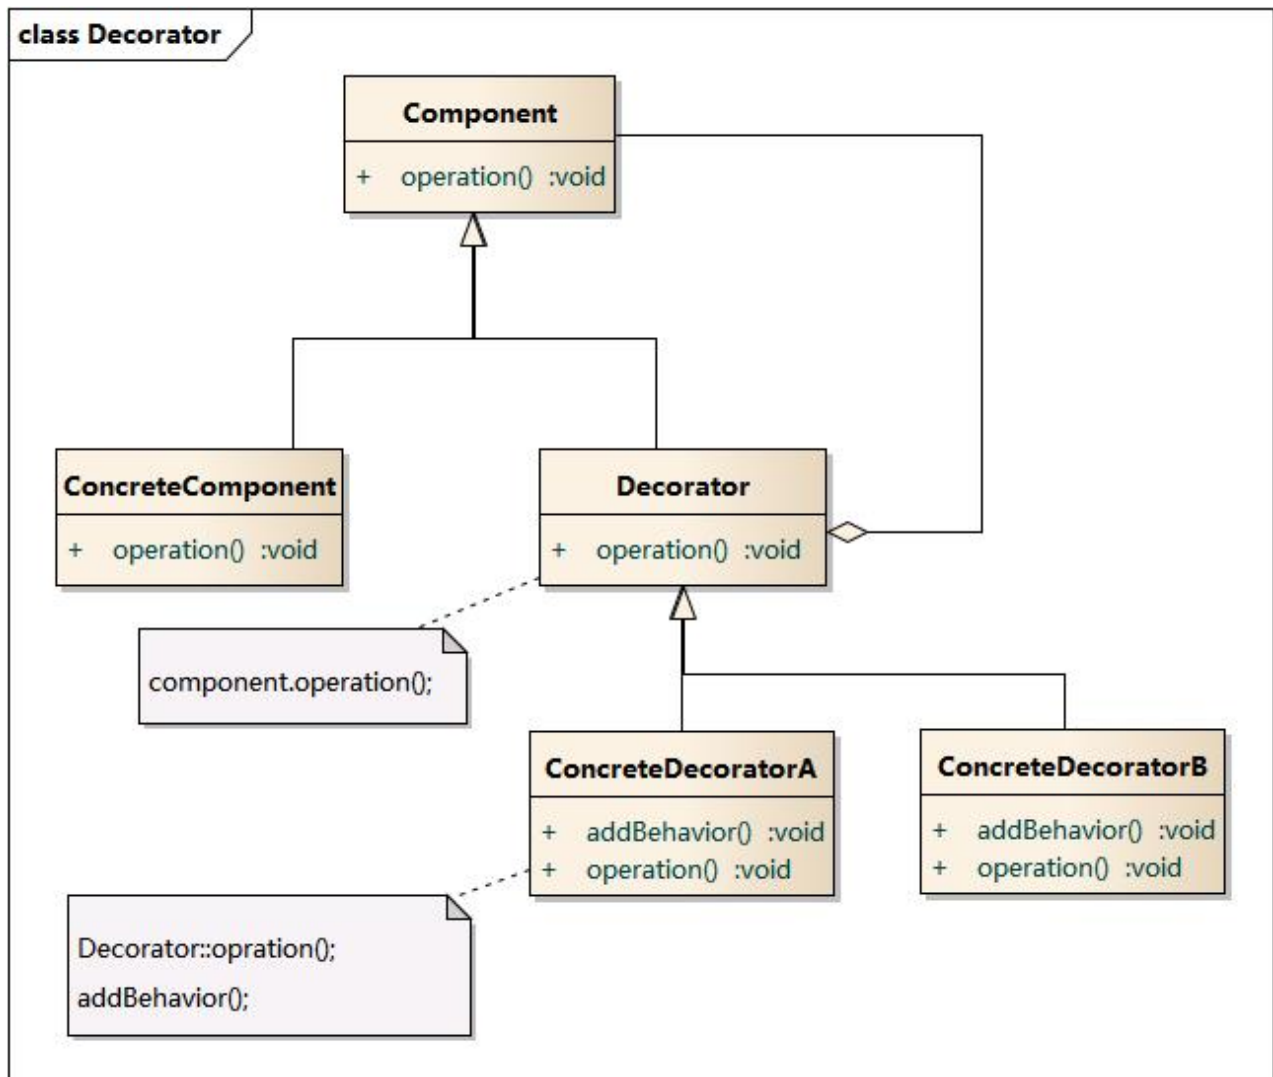 class Decorator
Component
+ operation() :void
ConcreteComponent
+ operation() :void
Decorator
+ operation() :void
component.operation();
ConcreteDecoratorA
+ addBehavior() :void
+ operation() :void
ConcreteDecoratorB
+ addBehavior() :void
+ operation() :void
Decorator::opration();
addBehavior();